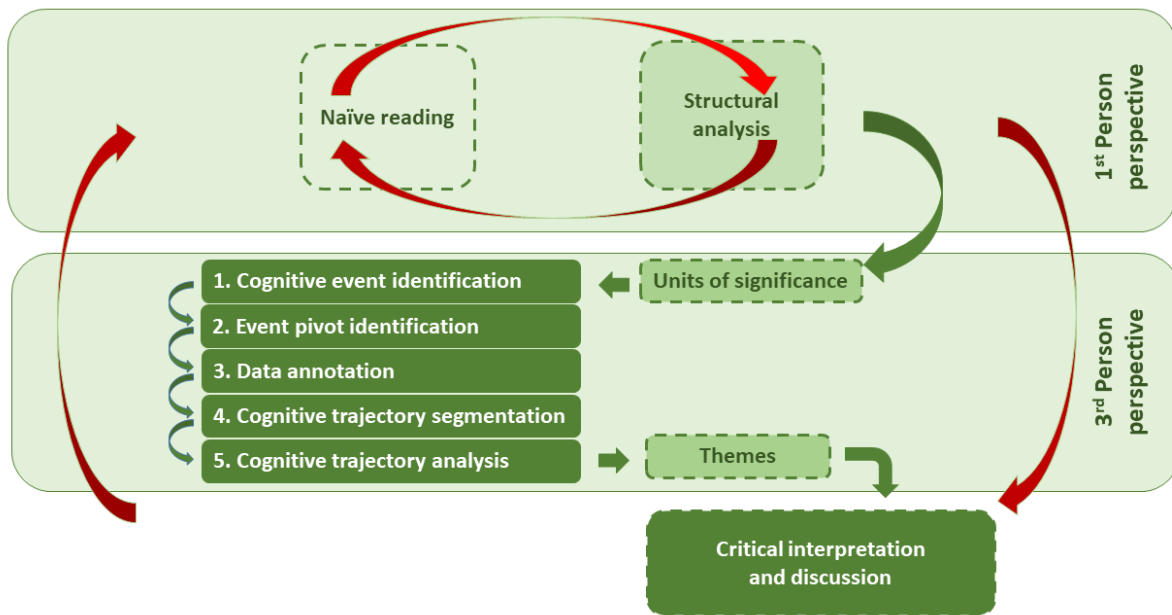 Naïve reading
Structural
analysis
1st Person
perspective
Units of significance
1. Cognitive event identification
2. Event pivot identification
3. Data annotation
4. Cognitive trajectory segmentation
5. Cognitive trajectory analysis
Themes
3rd Person
perspective
Critical interpretation
and discussion